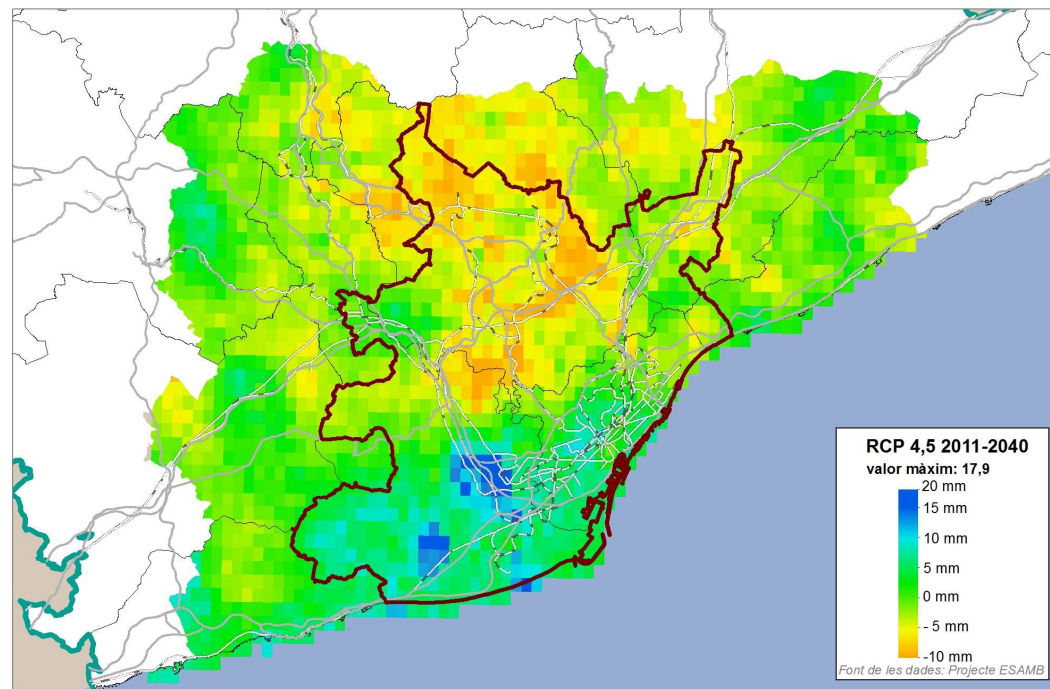 RCP 4,5 2011-2040
valor màxim: 17,9
20 mm
15 mm
10 mm
5 mm
0 mm
- 5 mm
-10 mm
Font de les dades: Projecte ESAMB